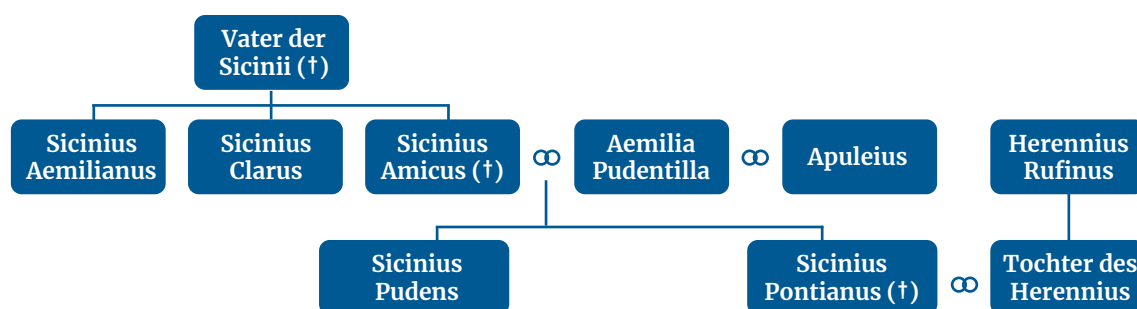 Vater der
Sicinii (†)
Sicinius
Aemilianus
Sicinius
Clarus
Sicinius
Amicus (†)
Aemilia
Pudentilla
Apuleius
Herennius
Rufinus
Sicinius
Pudens
Sicinius
Pontianus (†)
Tochter des
Herennius